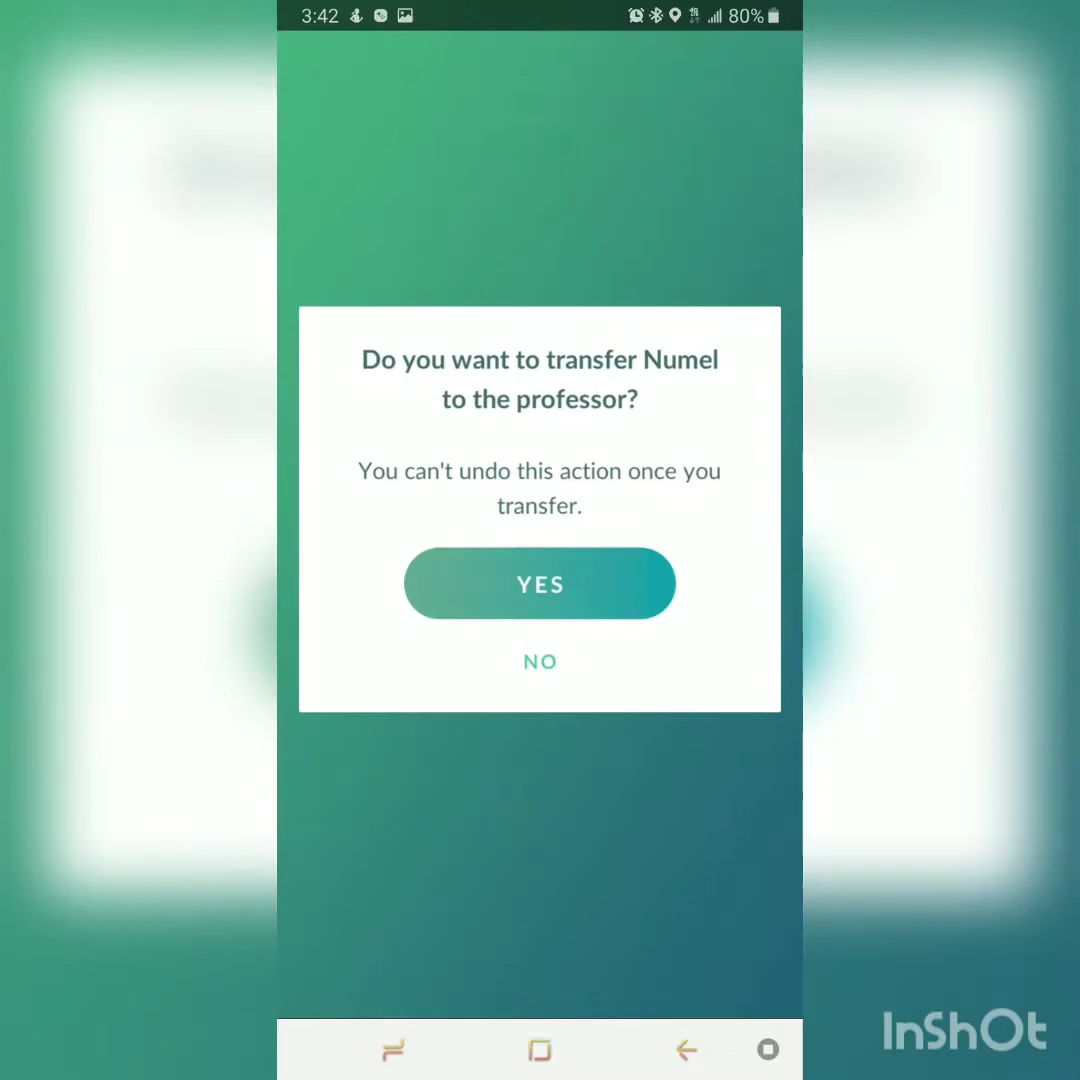 3:42
80%
Do you want to transfer Numel
to the professor?
You can't undo this action once you
transfer.
YES
NO
InShOt